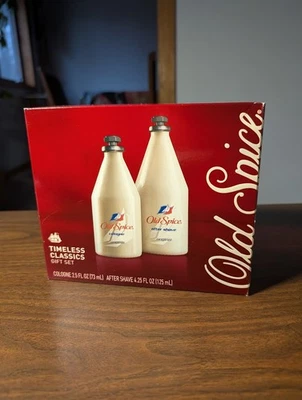 Old Spice
Old Spice
AFTER SHAVE
Old Spice
TIMELESS
CLASSICS
GIFT SET
COLOGNE 2.5 FL OZ (73 mL) AFTER SHAVE 4.25 FL OZ (125 mL)